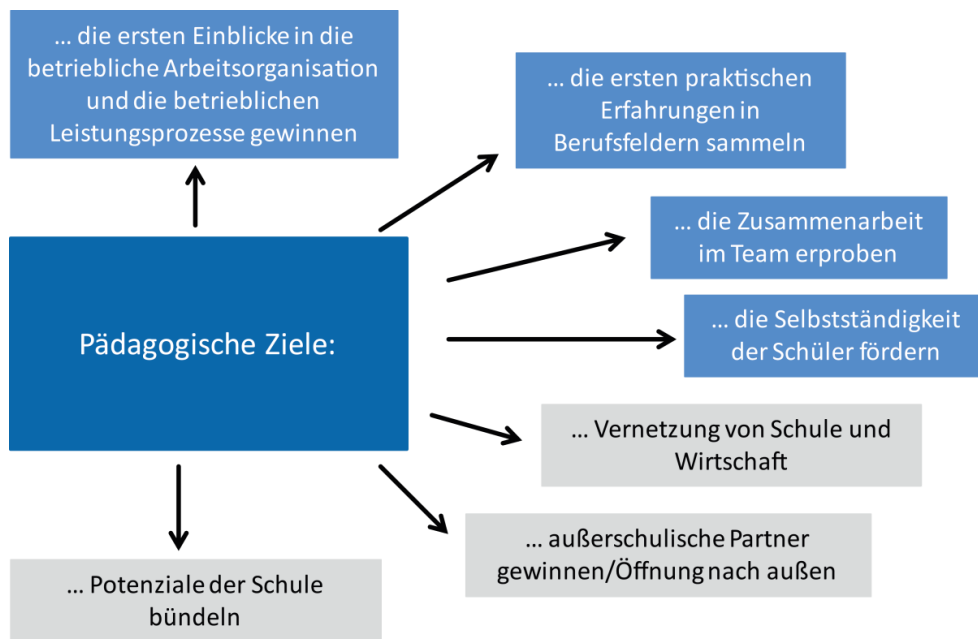 ... die ersten Einblicke in die
betriebliche Arbeitsorganisation
und die betrieblichen
Leistungsprozesse gewinnen
... die ersten praktischen
Erfahrungen in
Berufsfeldern sammeln
... die Zusammenarbeit
im Team erproben
Pädagogische Ziele:
... die Selbstständigkeit
der Schüler fördern
... Vernetzung von Schule und
Wirtschaft
... außerschulische Partner
gewinnen/Öffnung nach außen
... Potenziale der Schule
bündeln